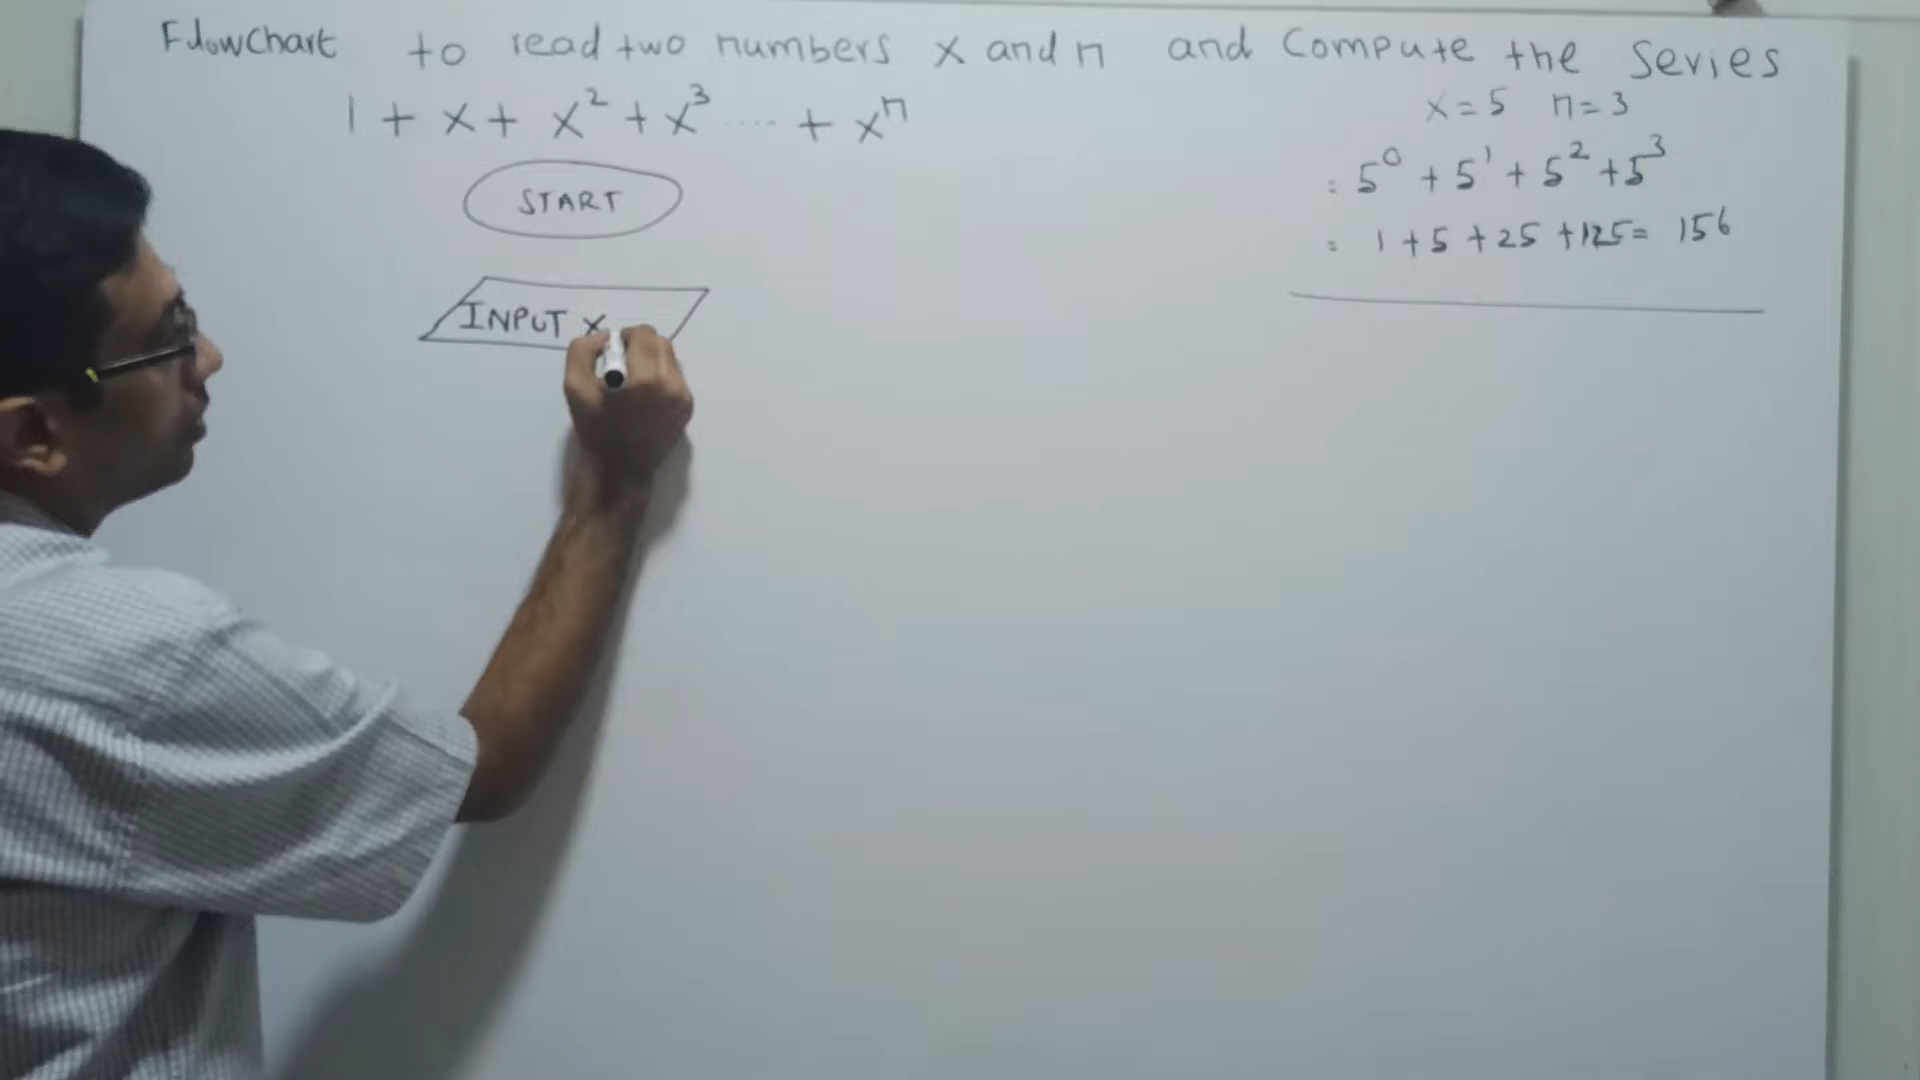 Flowchart to read two numbers x and n and Compute the Series
1 + x + x² + x³ .... + xⁿ
x = 5 n = 3
: 5⁰ + 5¹ + 5² + 5³
= 1 + 5 + 25 + 125 = 156
START
INPUT x